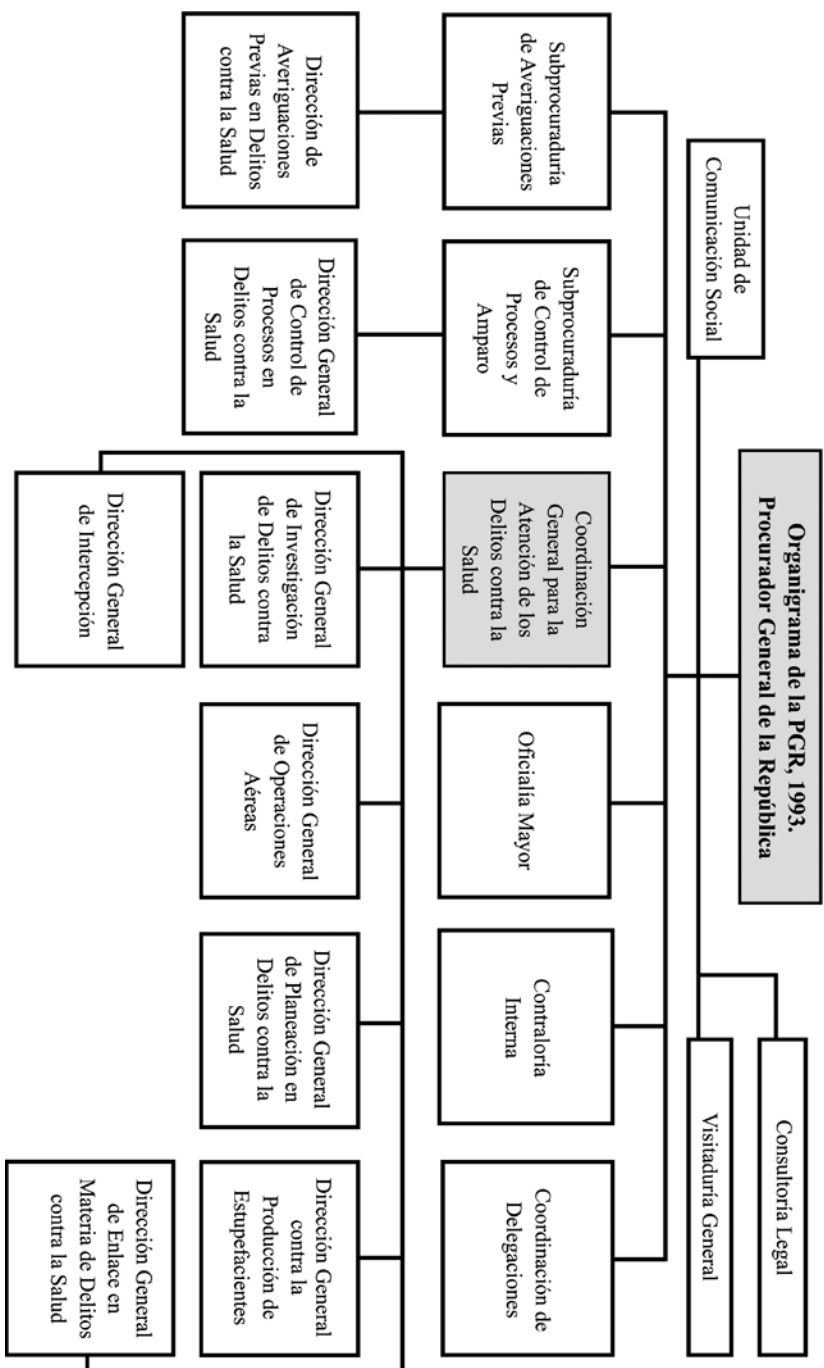 Organigrama de la PGR, 1993.
Procurador General de la República
Consultoría Legal
Unidad de
Comunicación Social
Visitaduría General
Subprocuraduría
de Averiguaciones
Previas
Subprocuraduría
de Control de
Procesos y
Amparo
Coordinación
General para la
Atención de los
Delitos contra la
Salud
Oficialía Mayor
Contraloría
Interna
Coordinación de
Delegaciones
Dirección de
Averiguaciones
Previas en Delitos
contra la Salud
Dirección General
de Control de
Procesos en
Delitos contra la
Salud
Dirección General
de Investigación
de Delitos contra
la Salud
Dirección General
de Operaciones
Aéreas
Dirección General
de Planeación en
Delitos contra la
Salud
Dirección General
contra la
Producción de
Estupefacientes
Dirección General
de Intercepción
Dirección General
de Enlace en
Materia de Delitos
contra la Salud